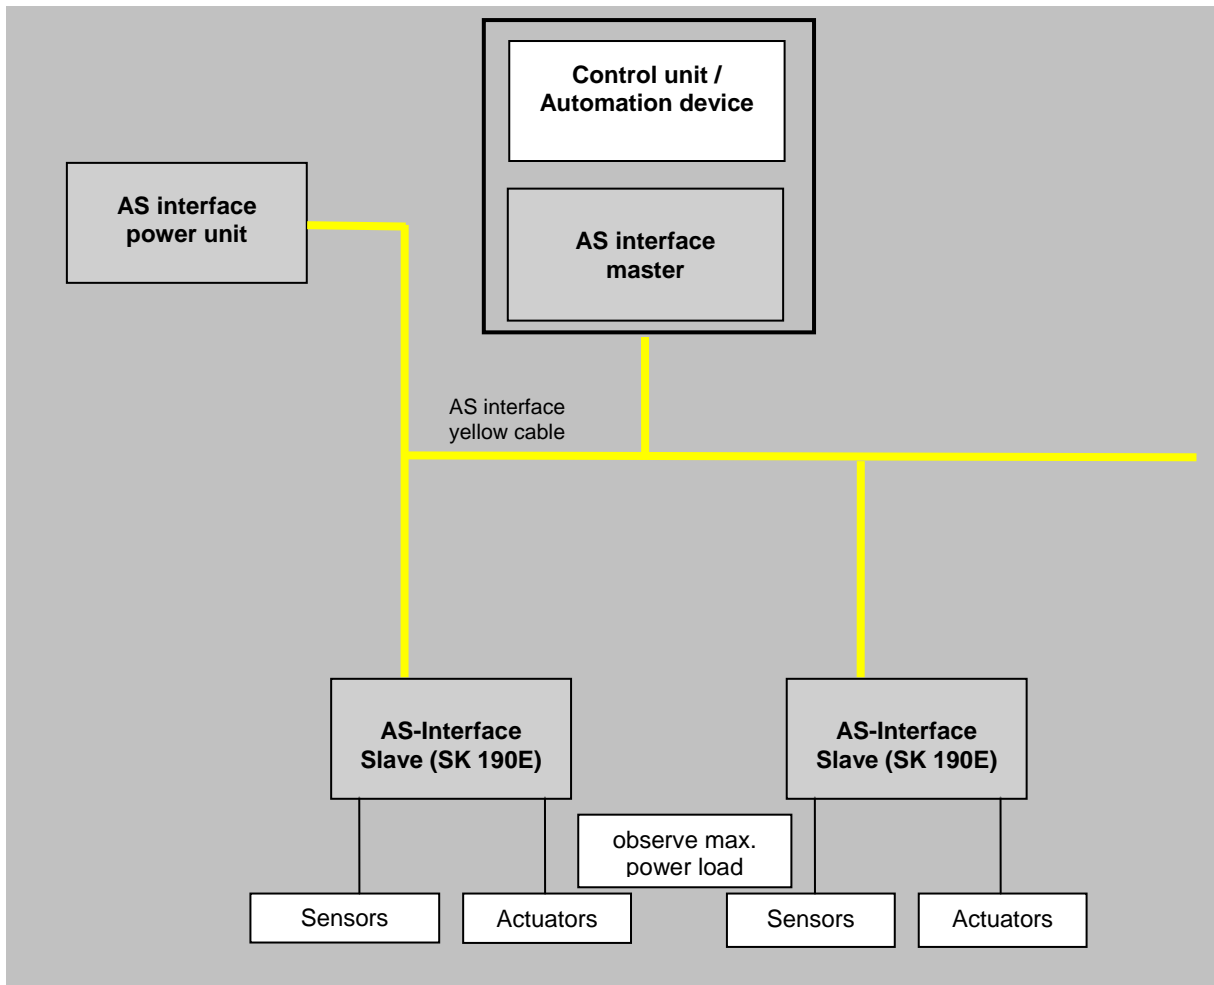 Control unit /
Automation device
AS interface
power unit
AS interface
master
AS interface
yellow cable
AS-Interface
Slave (SK 190E)
AS-Interface
Slave (SK 190E)
observe max.
power load
Sensors
Actuators
Sensors
Actuators